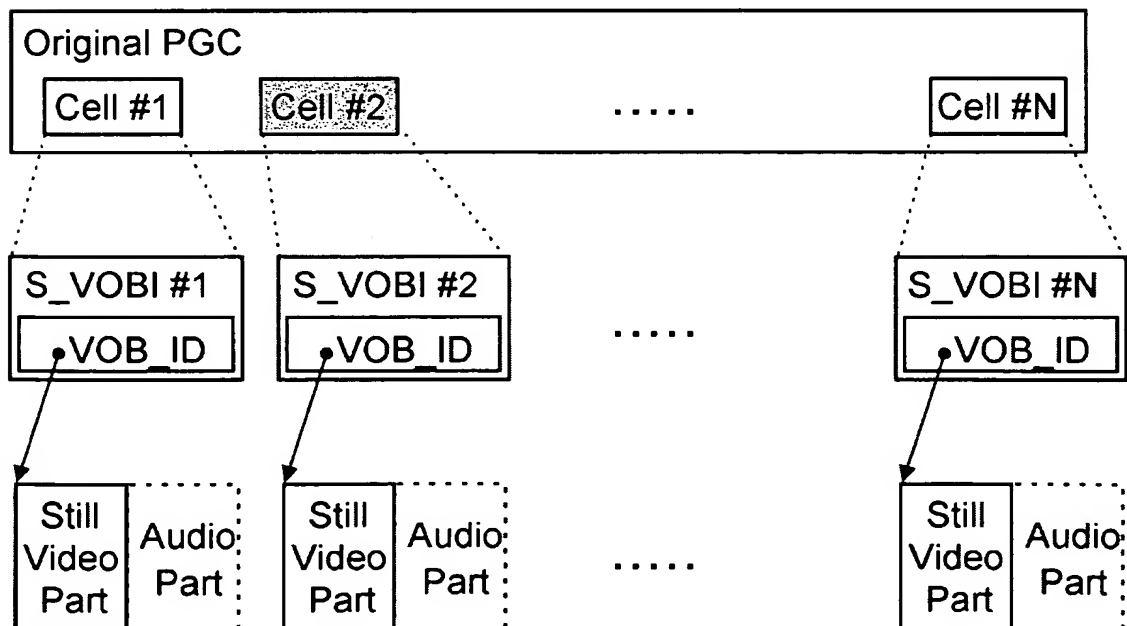 Original PGC
Cell #1 Cell #2 ..... Cell #N
S_VOBI #1 S_VOBI #2 S_VOBI #N
.....
VOB_ID VOB_ID VOB_ID
Still Video Part Audio Part Still Video Part Audio Part ..... Still Video Part Audio Part